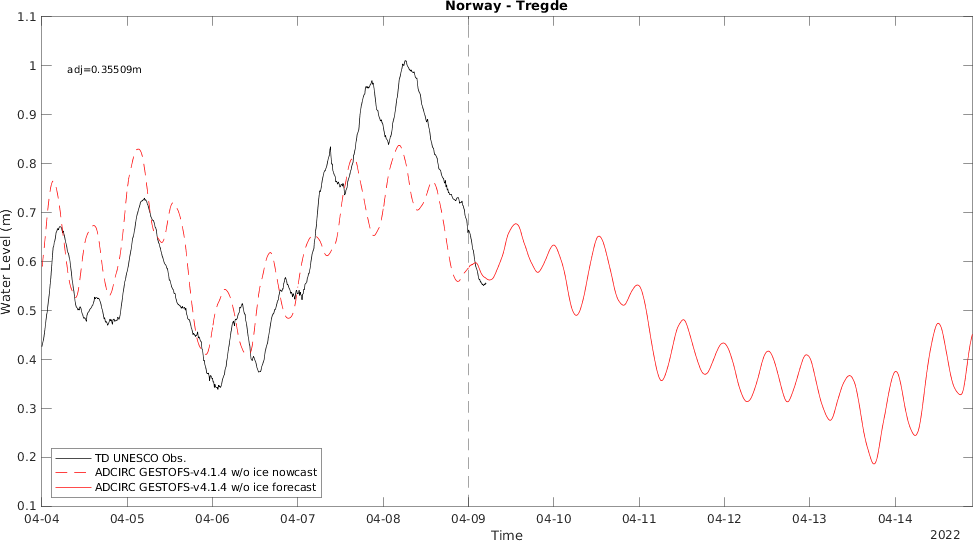 Norway - Tregde
1.1
1
0.9
0.8
0.7
0.6
0.5
0.4
0.3
0.2
0.1
Water Level (m)
adj=0.35509m
TD UNESCO Obs.
ADCIRC GESTOFS-v4.1.4 w/o ice nowcast
ADCIRC GESTOFS-v4.1.4 w/o ice forecast
04-04 04-05 04-06 04-07 04-08 04-09 04-10 04-11 04-12 04-13 04-14
Time
2022